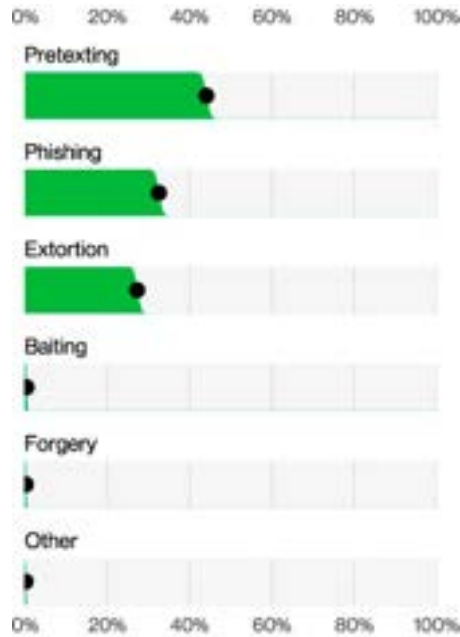 0% 20% 40% 60% 80% 100%
Pretexting
Phishing
Extortion
Baiting
Forgery
Other
0% 20% 40% 60% 80% 100%